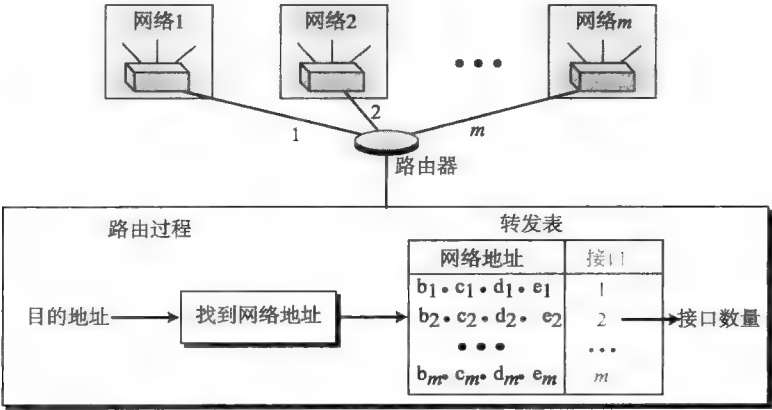 网络1 网络2 网络m
• • •
1 2 m
路由器
路由过程 转发表
网络地址 接口
b1. c1. d1. e1 1
目的地址 找到网络地址 b2. c2. d2. e2 2 接口数量
• • • • • •
bm. cm. dm. em m